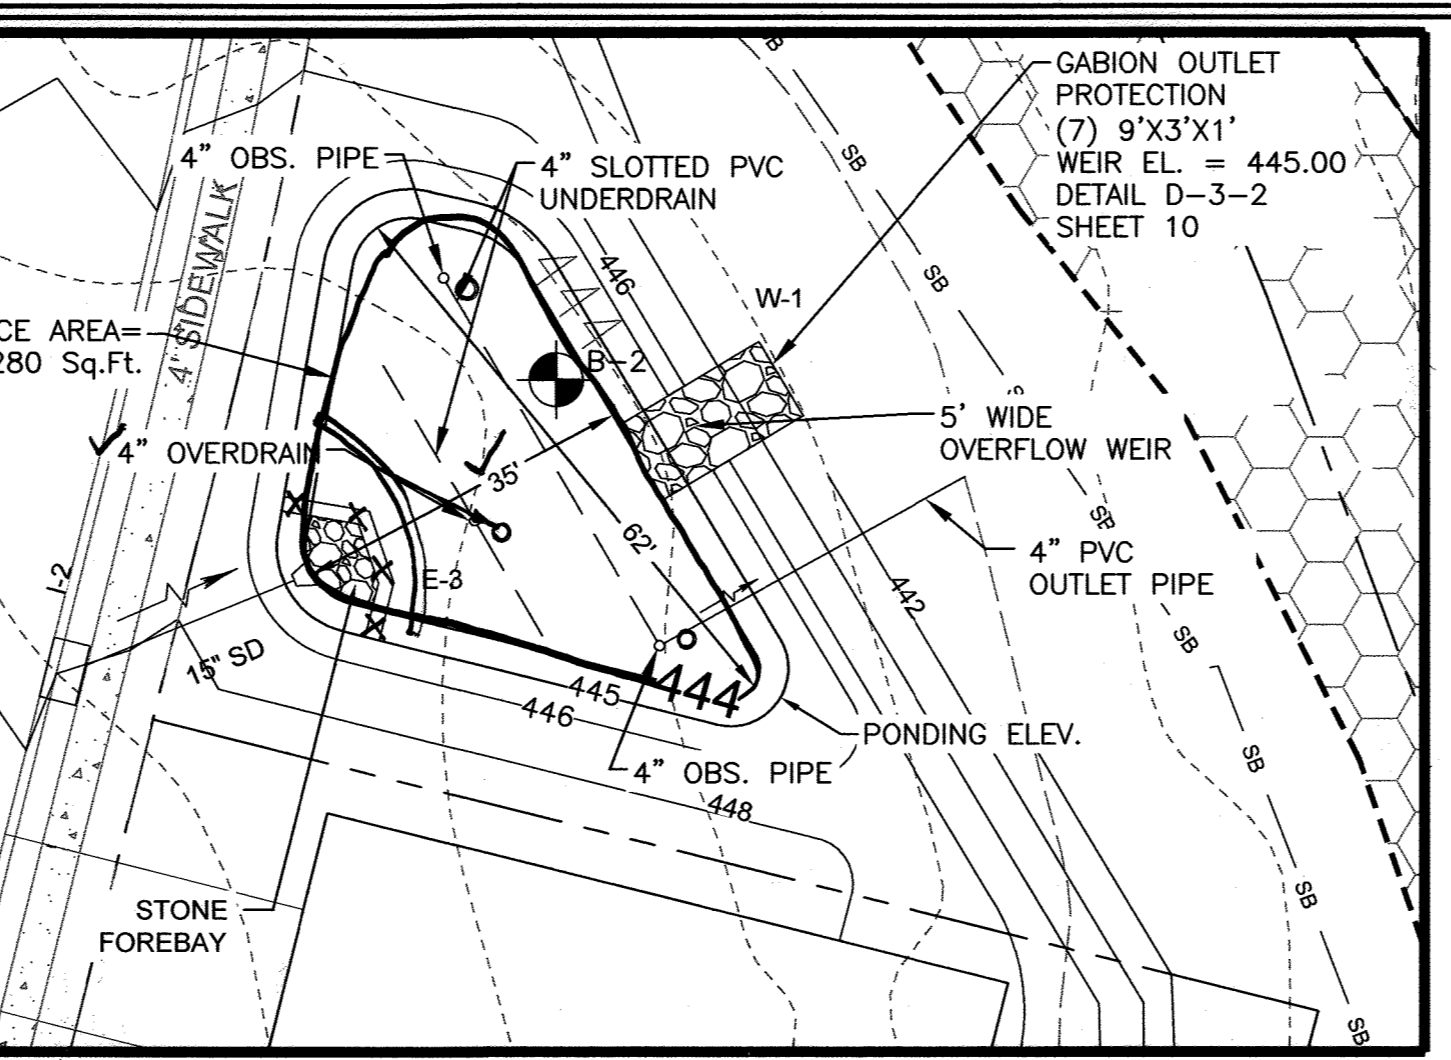 GABION OUTLET
PROTECTION
(7) 9'X3'X1'
WEIR EL. = 445.00
DETAIL D-3-2
SHEET 10
SB
SB
SB
4" OBS. PIPE
4" SLOTTED PVC
UNDERDRAIN
4' SIDEWALK
446
W-1
CE AREA=
280 Sq.Ft.
B-2
5' WIDE
OVERFLOW WEIR
4" OVERDRAIN
35'
62'
SB
4" PVC
OUTLET PIPE
I-2
E-3
442
SB
15" SD
445
444
446
PONDING ELEV.
4" OBS. PIPE
448
SB
SB
STONE
FOREBAY
SB